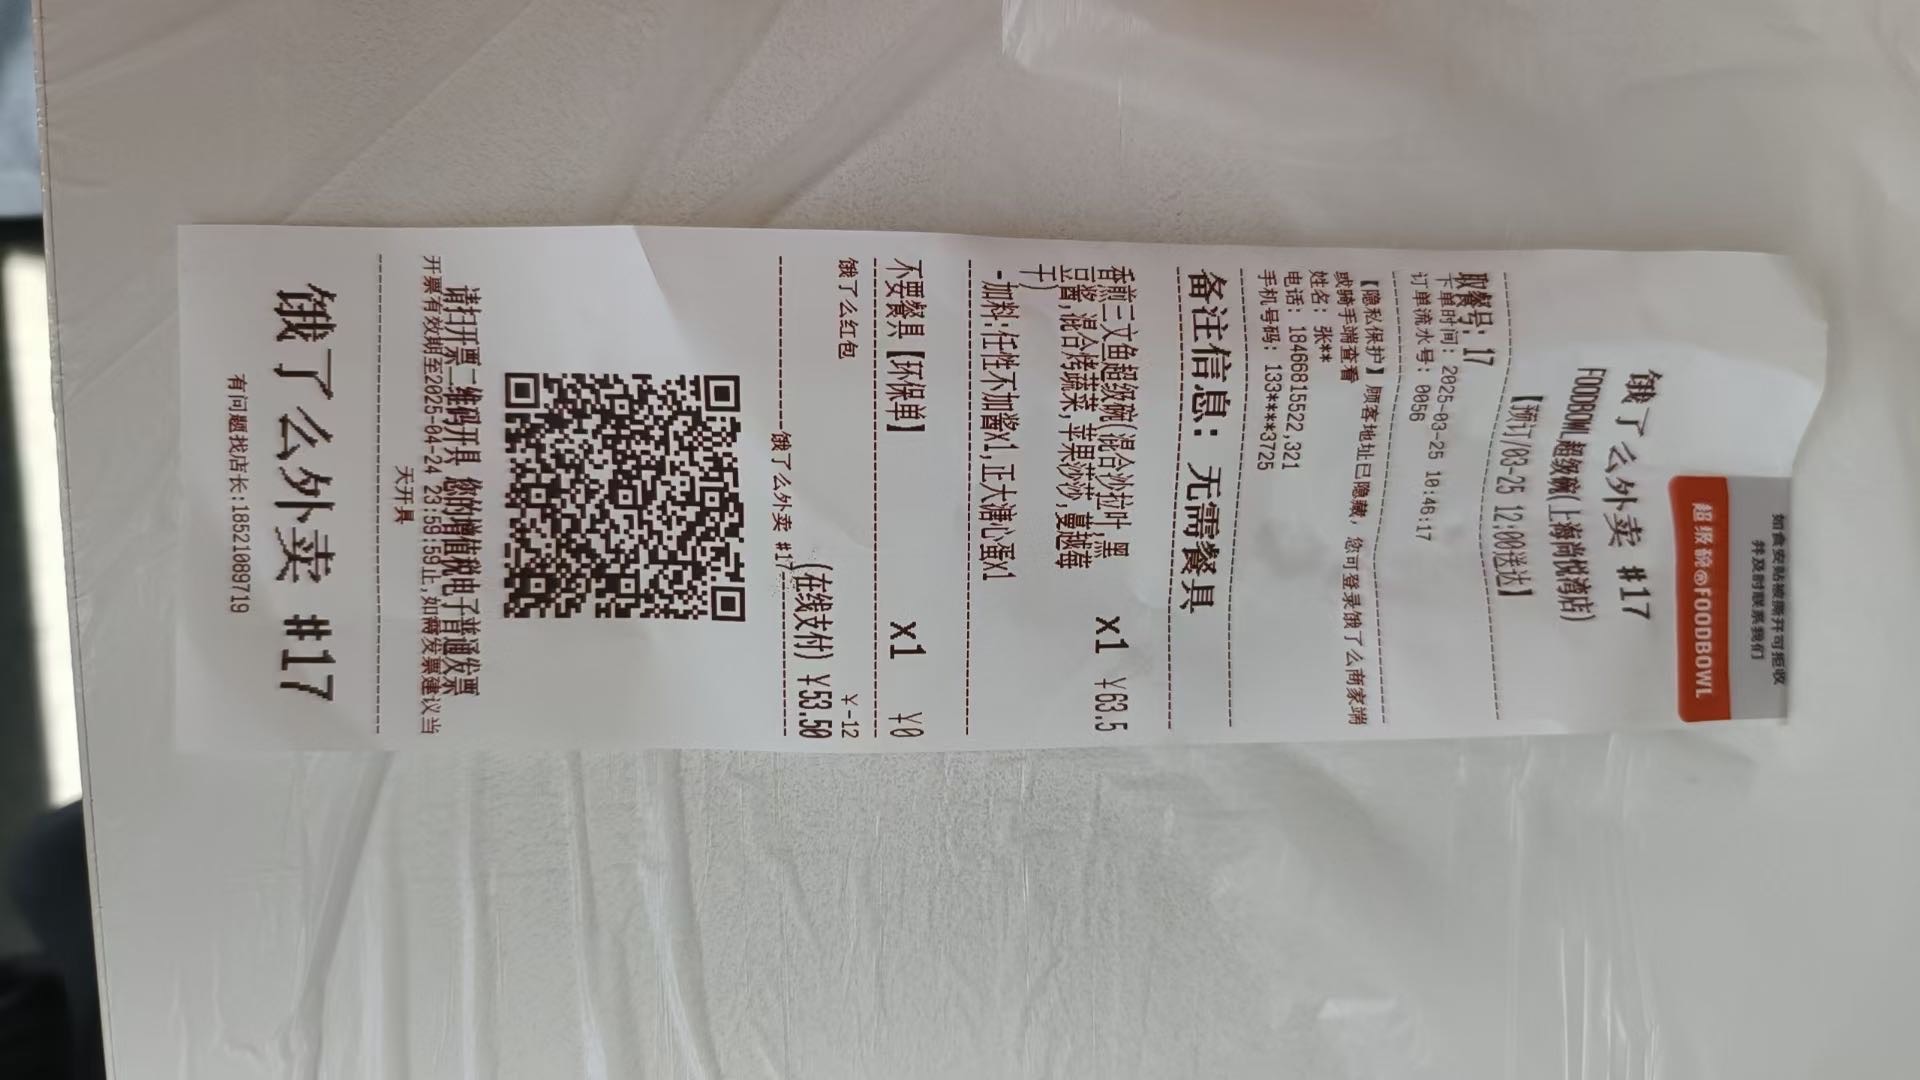 如食安贴被撕开可拒收
并及时联系我们
超级碗@FOODBOWL
饿了么外卖 #17
FOODBOWL超级碗(上海尚悦湾店)
【预订/03-25 12:00送达】
取餐号: 17
下单时间: 2025-03-25 10:46:17
订单流水号: 0056
【隐私保护】顾客地址已隐藏, 您可登录饿了么商家端
或骑手端查看
姓名: 张**
电话: 18466815522,321
手机号码: 133****3725
备注信息: 无需餐具
香煎三文鱼超级碗(混合沙拉叶,黑 x1 ¥63.5
豆酱,混合烤蔬菜,苹果莎莎,蔓越莓
干)
-加料:任性不加酱x1,正大溏心蛋x1
不要餐具【环保单】 x1 ¥0
饿了么红包 ¥-12
(在线支付) ¥53.50
饿了么外卖 #17
请扫开票二维码开具 您的增值税电子普通发票
开票有效期至2025-04-24 23:59:59止,如需发票建议当
天开具
饿了么外卖 #17
有问题找店长:18521089719